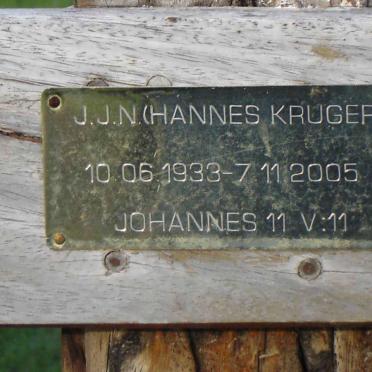 J.J.N.(HANNES KRUGER
10 06 1933-7 11 2005
JOHANNES 11 V:11